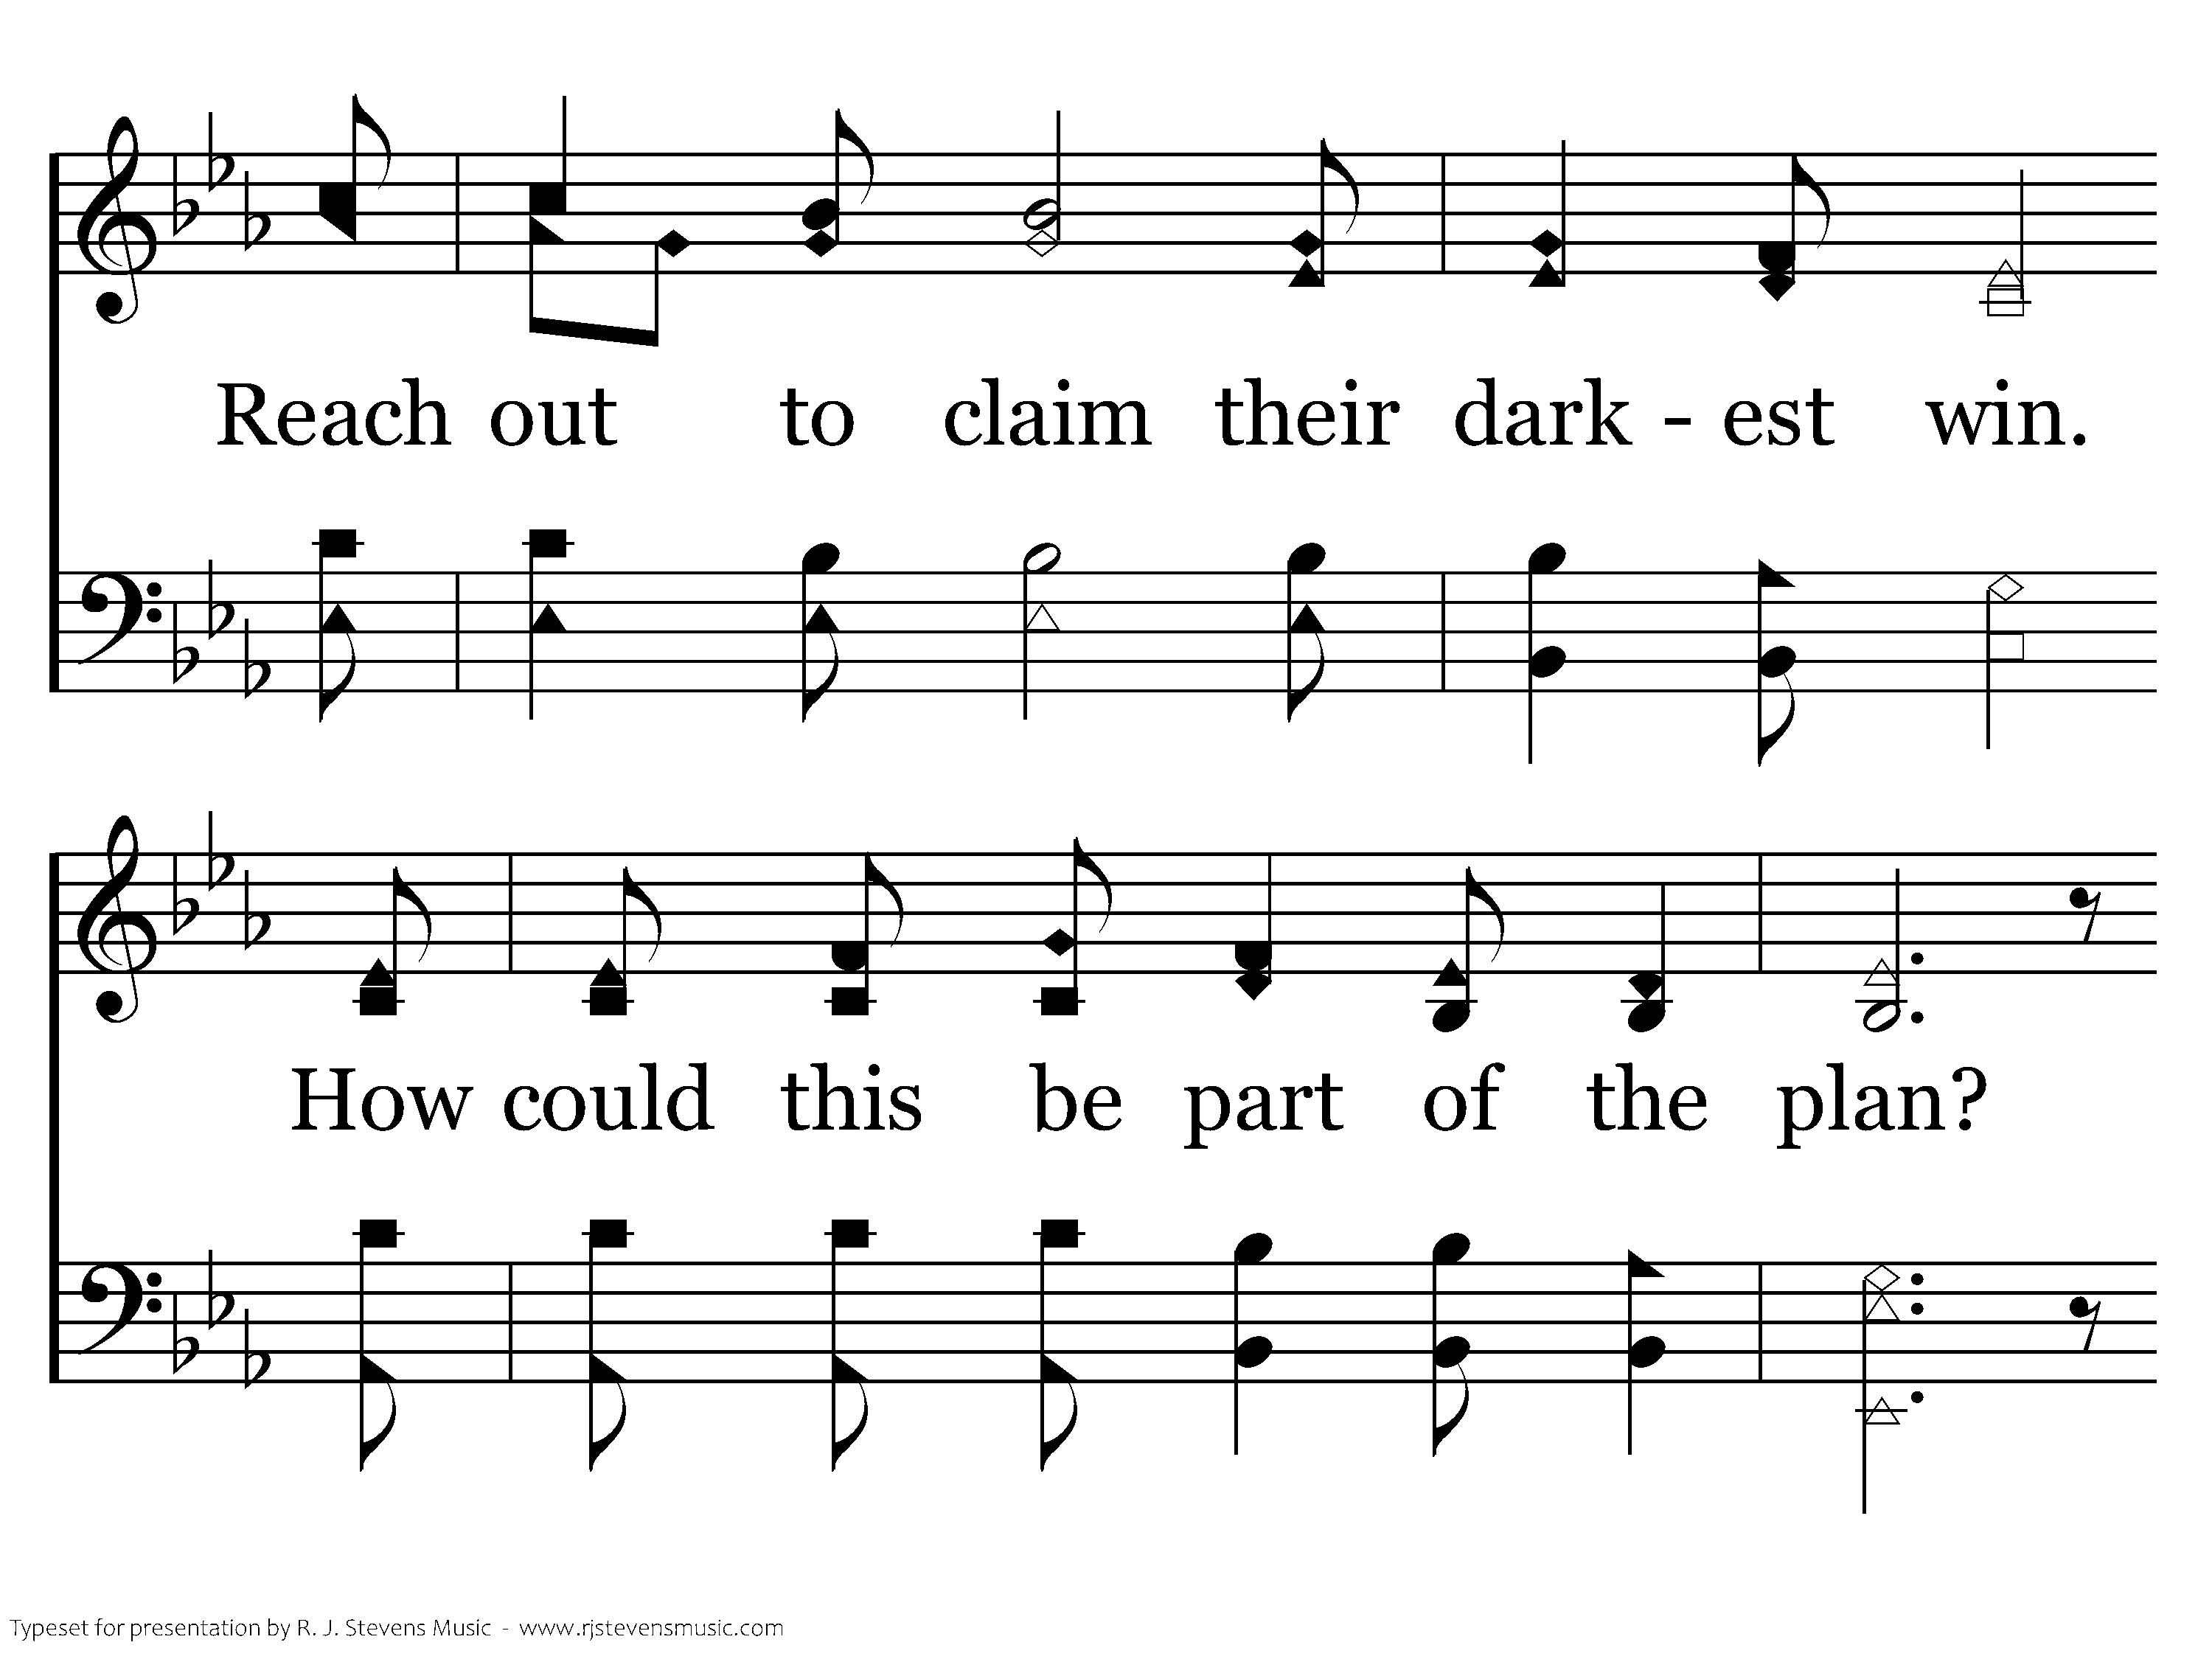 Reach out to claim their dark - est win.
How could this be part of the plan?
Typeset for presentation by R. J. Stevens Music - www.rjstevensmusic.com